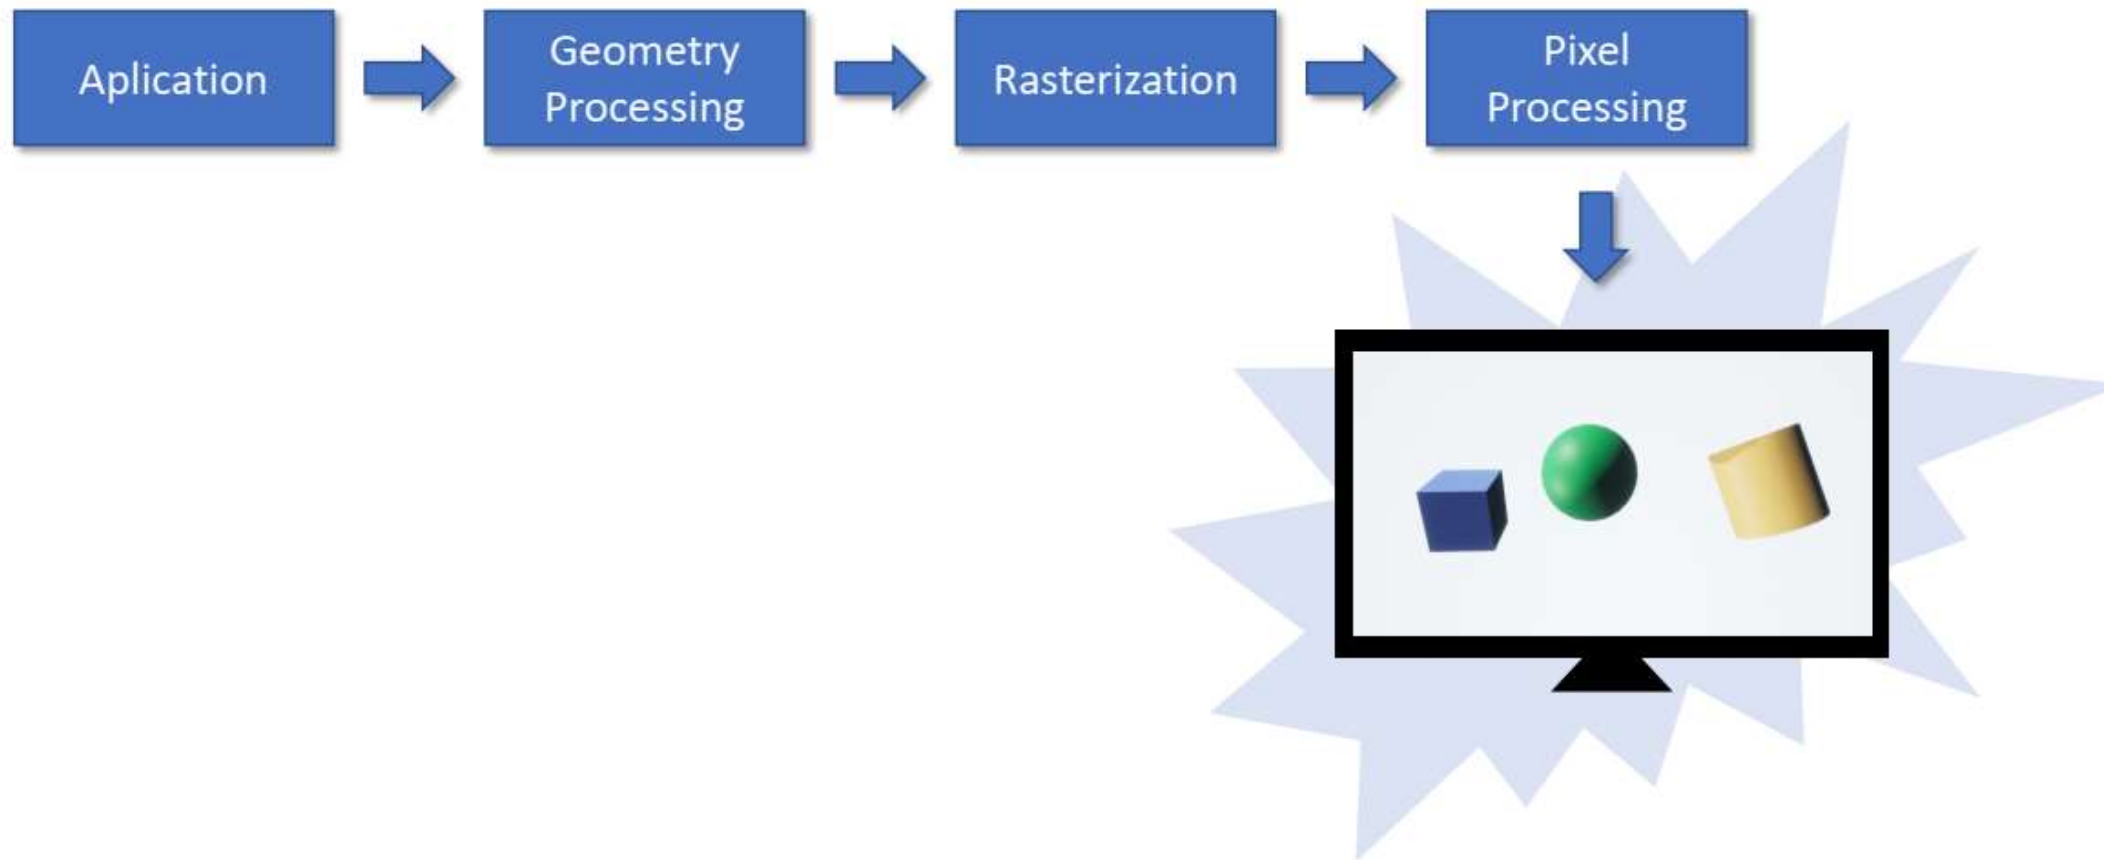 Aplication
Geometry
Processing
Rasterization
Pixel
Processing